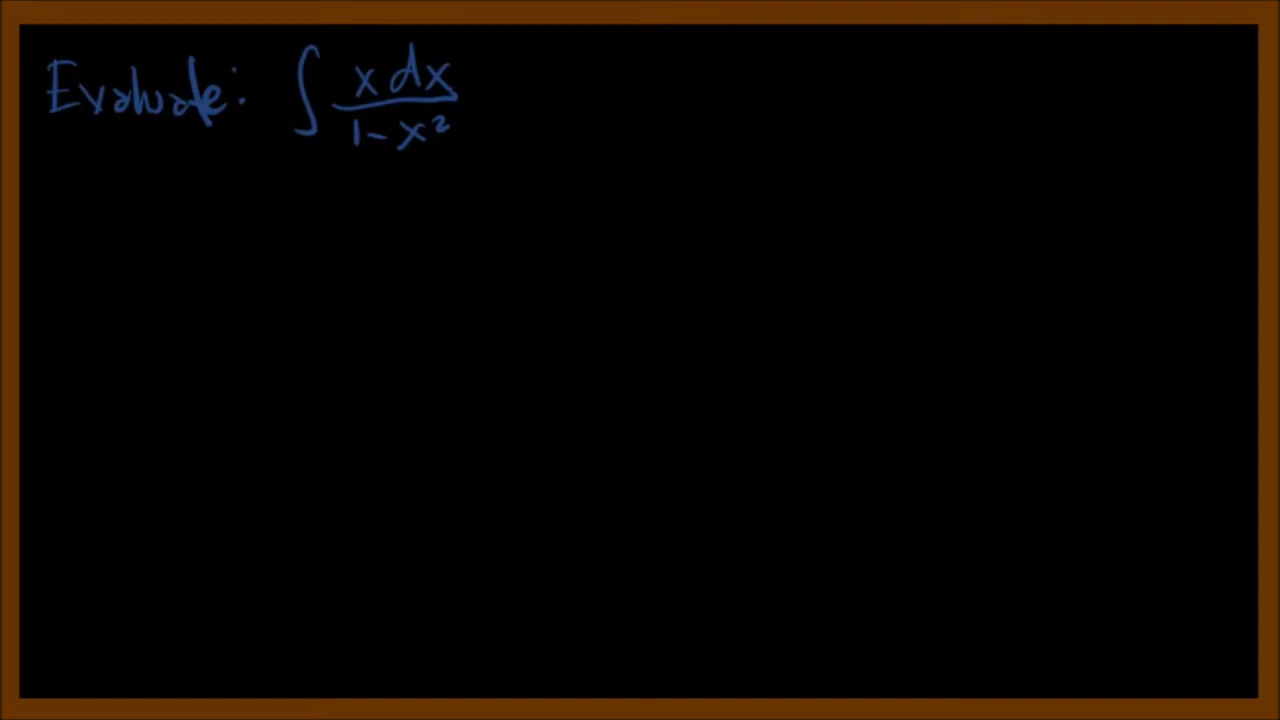 Evaluate: ∫ x dx / 1 - x²